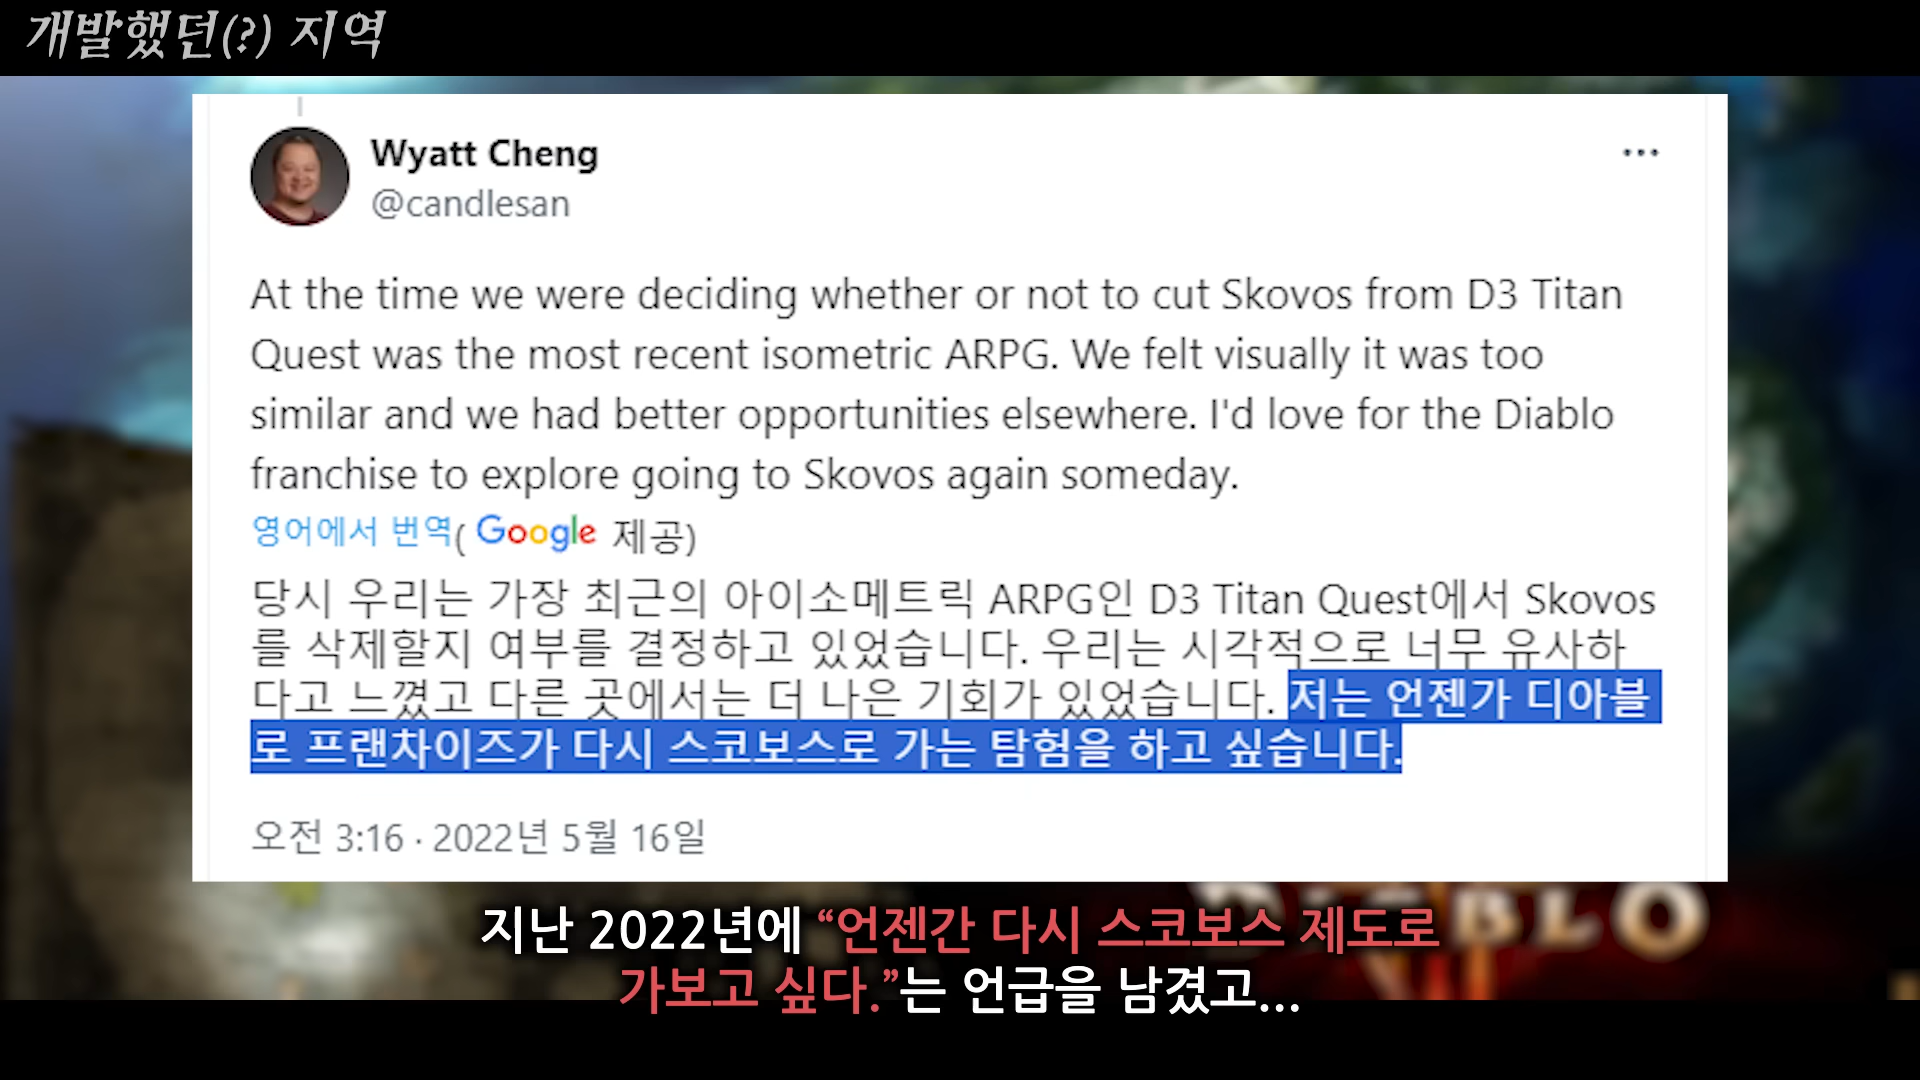 개발했던(?) 지역
Wyatt Cheng
@candlesan
At the time we were deciding whether or not to cut Skovos from D3 Titan
Quest was the most recent isometric ARPG. We felt visually it was too
similar and we had better opportunities elsewhere. I'd love for the Diablo
franchise to explore going to Skovos again someday.
영어에서 번역( Google 제공)
당시 우리는 가장 최근의 아이소메트릭 ARPG인 D3 Titan Quest에서 Skovos
를 삭제할지 여부를 결정하고 있었습니다. 우리는 시각적으로 너무 유사하
다고 느꼈고 다른 곳에서는 더 나은 기회가 있었습니다. 저는 언젠가 디아블
로 프랜차이즈가 다시 스코보스로 가는 탐험을 하고 싶습니다.
오전 3:16 · 2022년 5월 16일
DIABLO
지난 2022년에 “언젠간 다시 스코보스 제도로
가보고 싶다.”는 언급을 남겼고...